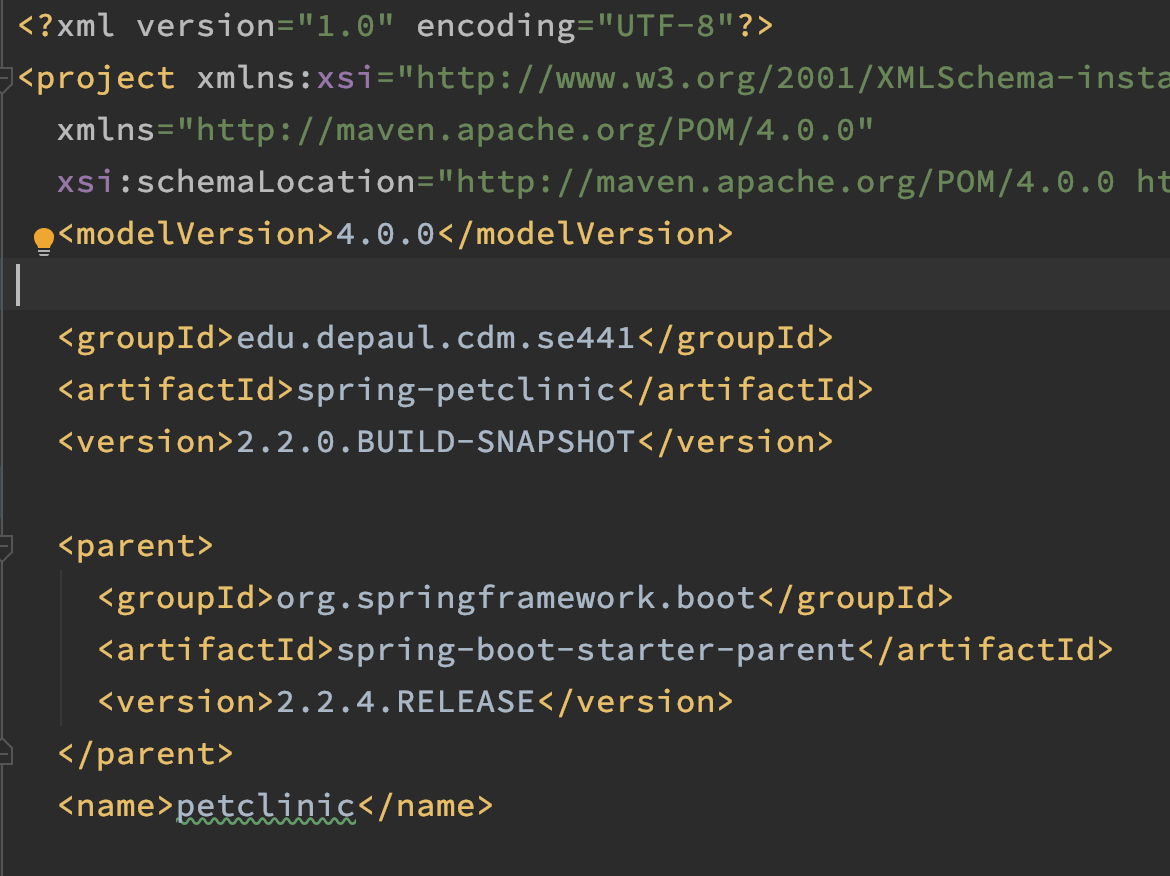 <?xml version="1.0" encoding="UTF-8"?>
<project xmlns:xsi="http://www.w3.org/2001/XMLSchema-insta
xmlns="http://maven.apache.org/POM/4.0.0"
xsi:schemaLocation="http://maven.apache.org/POM/4.0.0 ht
<modelVersion>4.0.0</modelVersion>
<groupId>edu.depaul.cdm.se441</groupId>
<artifactId>spring-petclinic</artifactId>
<version>2.2.0.BUILD-SNAPSHOT</version>
<parent>
<groupId>org.springframework.boot</groupId>
<artifactId>spring-boot-starter-parent</artifactId>
<version>2.2.4.RELEASE</version>
</parent>
<name>petclinic</name>